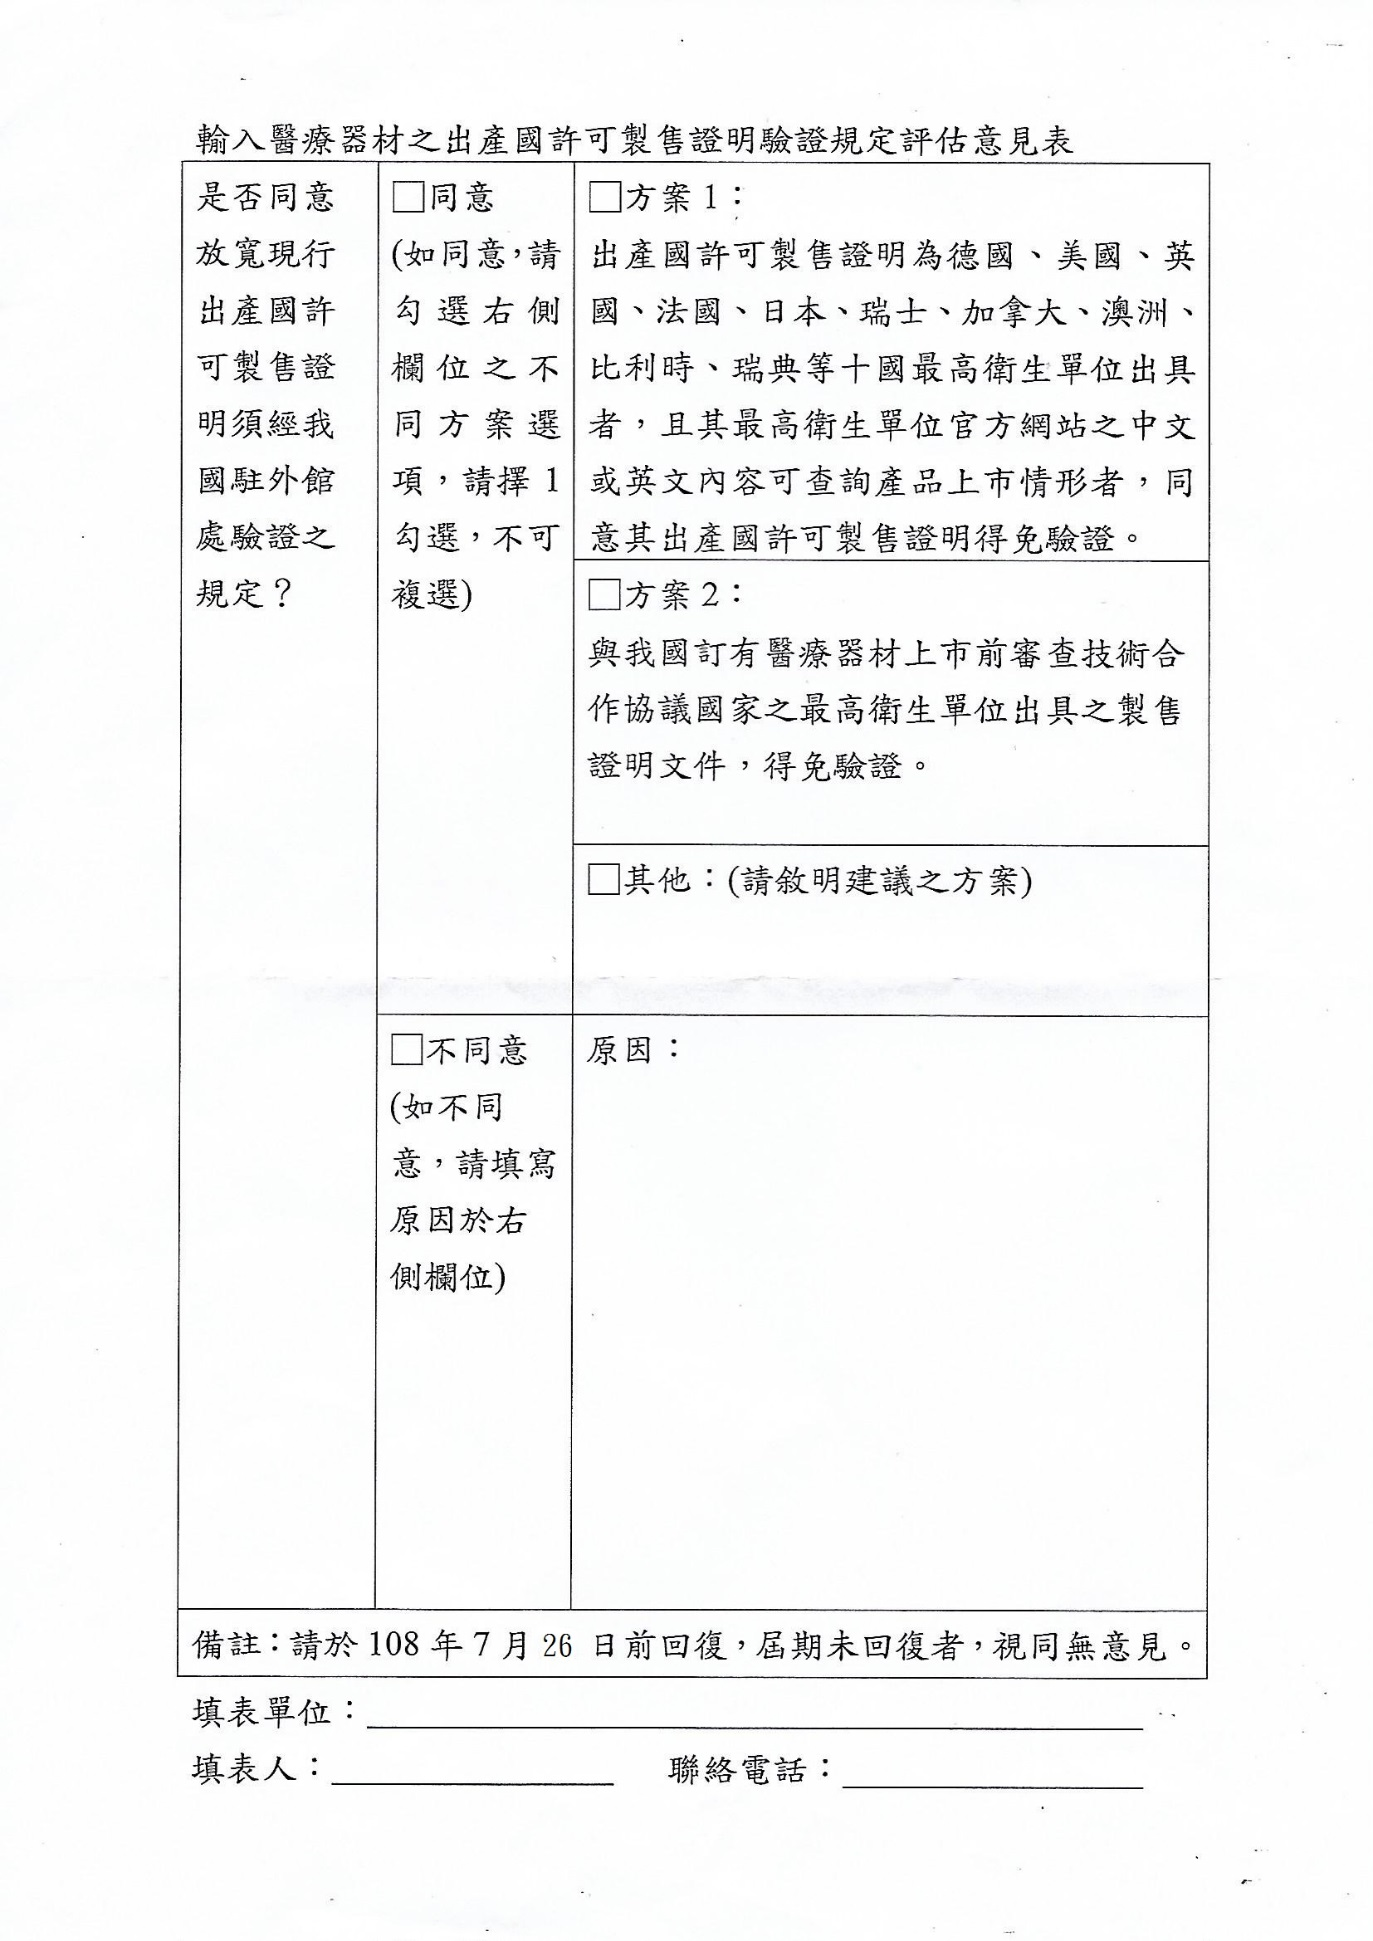 輸入醫療器材之出產國許可製售證明驗證規定評估意見表
是否同意
放寬現行
出產國許
可製售證
明須經我
國駐外館
處驗證之
規定？
□同意
(如同意，請
勾選右側
欄位之不
同方案選
項，請擇 1
勾選，不可
複選)
□方案 1：
出產國許可製售證明為德國、美國、英
國、法國、日本、瑞士、加拿大、澳洲、
比利時、瑞典等十國最高衛生單位出具
者，且其最高衛生單位官方網站之中文
或英文內容可查詢產品上市情形者，同
意其出產國許可製售證明得免驗證。
□方案 2：
與我國訂有醫療器材上市前審查技術合
作協議國家之最高衛生單位出具之製售
證明文件，得免驗證。
□其他：(請敘明建議之方案)
□不同意
(如不同
意，請填寫
原因於右
側欄位)
原因：
備註：請於 108 年 7 月 26 日前回復，屆期未回復者，視同無意見。
填表單位：
填表人： 聯絡電話：